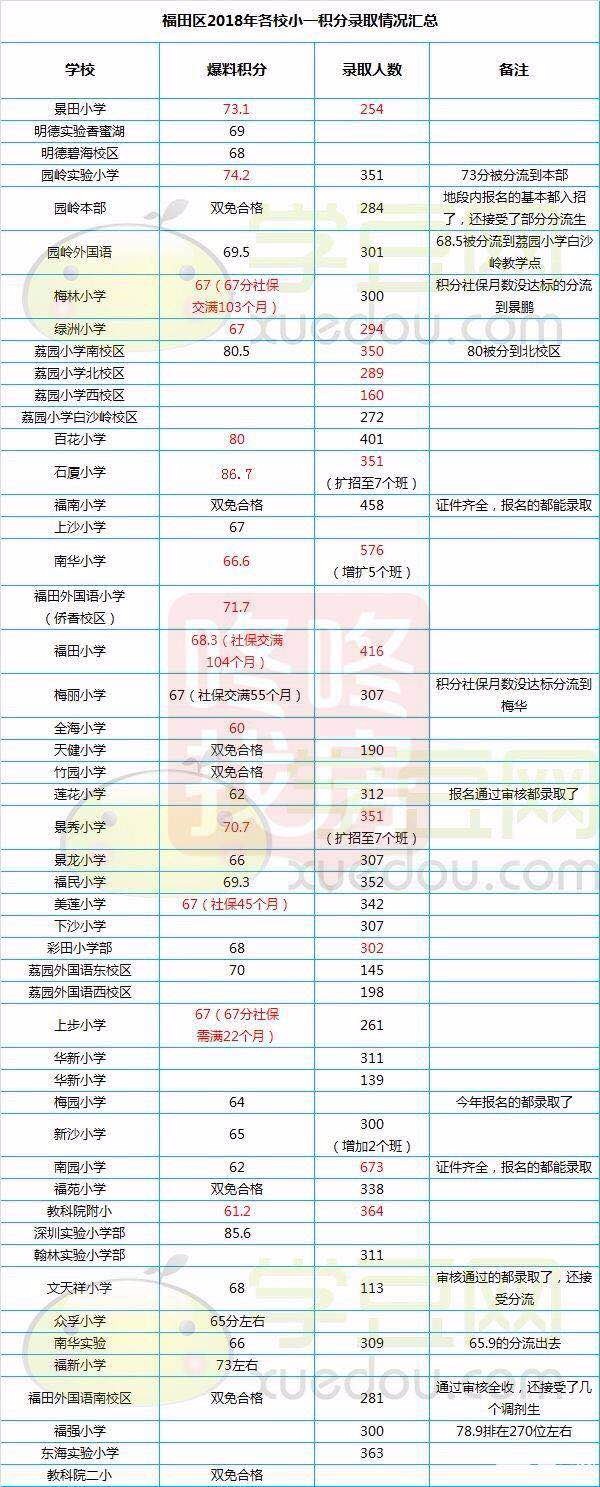 福田区2018年各校小一积分录取情况汇总
学校 爆料积分 录取人数 备注
景田小学 73.1 254
明德实验香蜜湖 69
明德碧海校区 68
园岭实验小学 74.2 351 73分被分流到本部
园岭本部 双免合格 284 地段内报名的基本都入招
了，还接受了部分分流生
园岭外国语 69.5 301 68.5被分流到荔园小学白沙
岭教学点
梅林小学 67（67分社保
交满103个月） 300 积分社保月数没达标的分流
到景鹏
绿洲小学 67 294
荔园小学南校区 80.5 350 80被分到北校区
荔园小学北校区 289
荔园小学西校区 160
荔园小学白沙岭校区 272
百花小学 80 401
石厦小学 86.7 351
（扩招至7个班）
福南小学 双免合格 458 证件齐全，报名的都能录取
上沙小学 67
南华小学 66.6 576
（增扩5个班）
福田外国语小学
（侨香校区） 71.7
福田小学 68.3（社保交满
104个月） 416
梅丽小学 67（社保交满55个月） 307 积分社保月数没达标分流到
梅华
全海小学 60
天健小学 双免合格 190
竹园小学 双免合格
莲花小学 62 312 报名通过审核都录取了
景秀小学 70.7 351
（扩招至7个班）
景龙小学 66 307
福民小学 69.3 352
美莲小学 67（社保45个月） 342
下沙小学 307
彩田小学部 68 302
荔园外国语东校区 70 145
荔园外国语西校区 198
上步小学 67（67分社保
需满22个月） 261
华新小学 311
华新小学 139
梅园小学 64 今年报名的都录取了
新沙小学 65 300
（增加2个班）
南园小学 62 673 证件齐全，报名的都能录取
福苑小学 双免合格 338
教科院附小 61.2 364
深圳实验小学部 85.6
翰林实验小学部 311
文天祥小学 68 113 审核通过的都录取了，还接
受分流
众孚小学 65分左右
南华实验 66 309 65.9的分流出去
福新小学 73左右
福田外国语南校区 双免合格 281 通过审核全收，还接受了几
个调剂生
福强小学 300 78.9排在270位左右
东海实验小学 363
教科院二小 双免合格
学豆网
xuedou.com
咚咚
找房
学豆网
xuedou.com
学豆网
xuedou.com